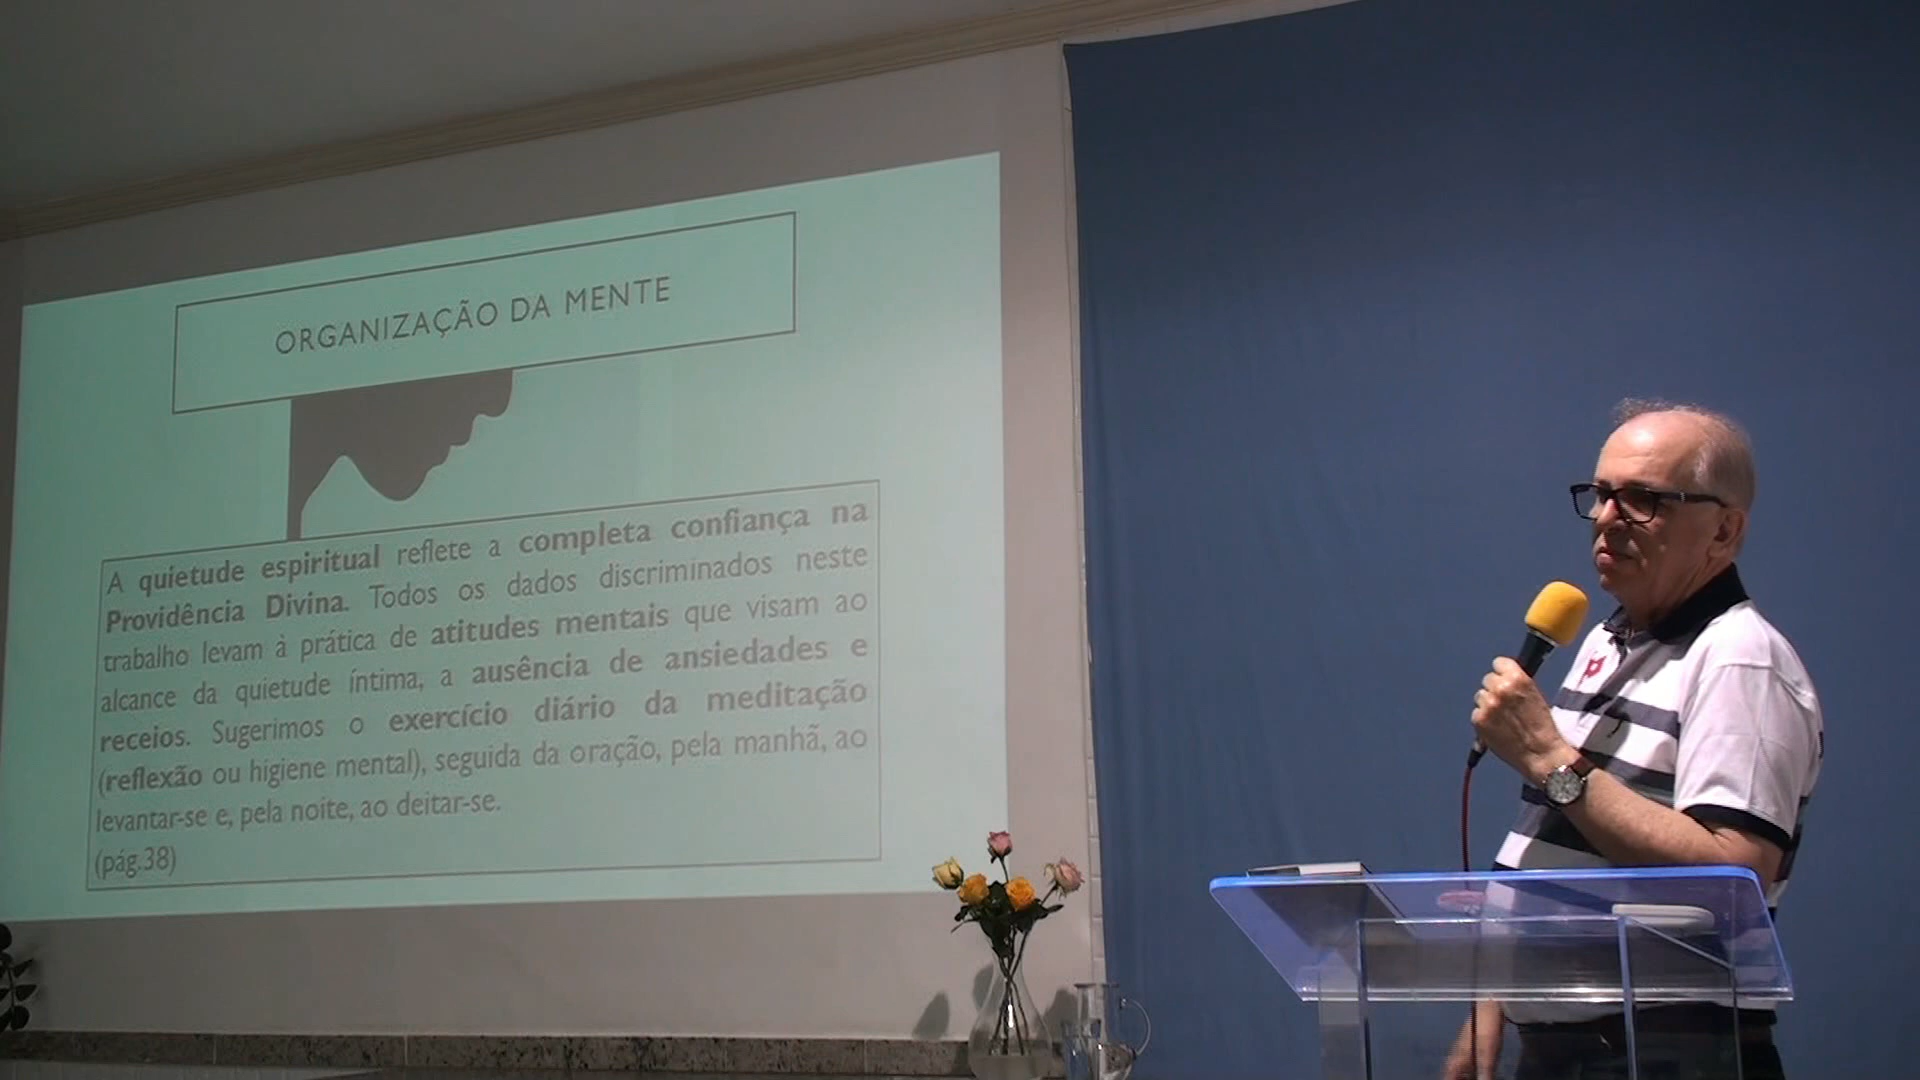 ORGANIZAÇÃO DA MENTE
A quietude espiritual reflete a completa confiança na
Providência Divina. Todos os dados discriminados neste
trabalho levam à prática de atitudes mentais que visam ao
alcance da quietude íntima, a ausência de ansiedades e
receios. Sugerimos o exercício diário da meditação
(reflexão ou higiene mental), seguida da oração, pela manhã, ao
levantar-se e, pela noite, ao deitar-se.
(pág.38)